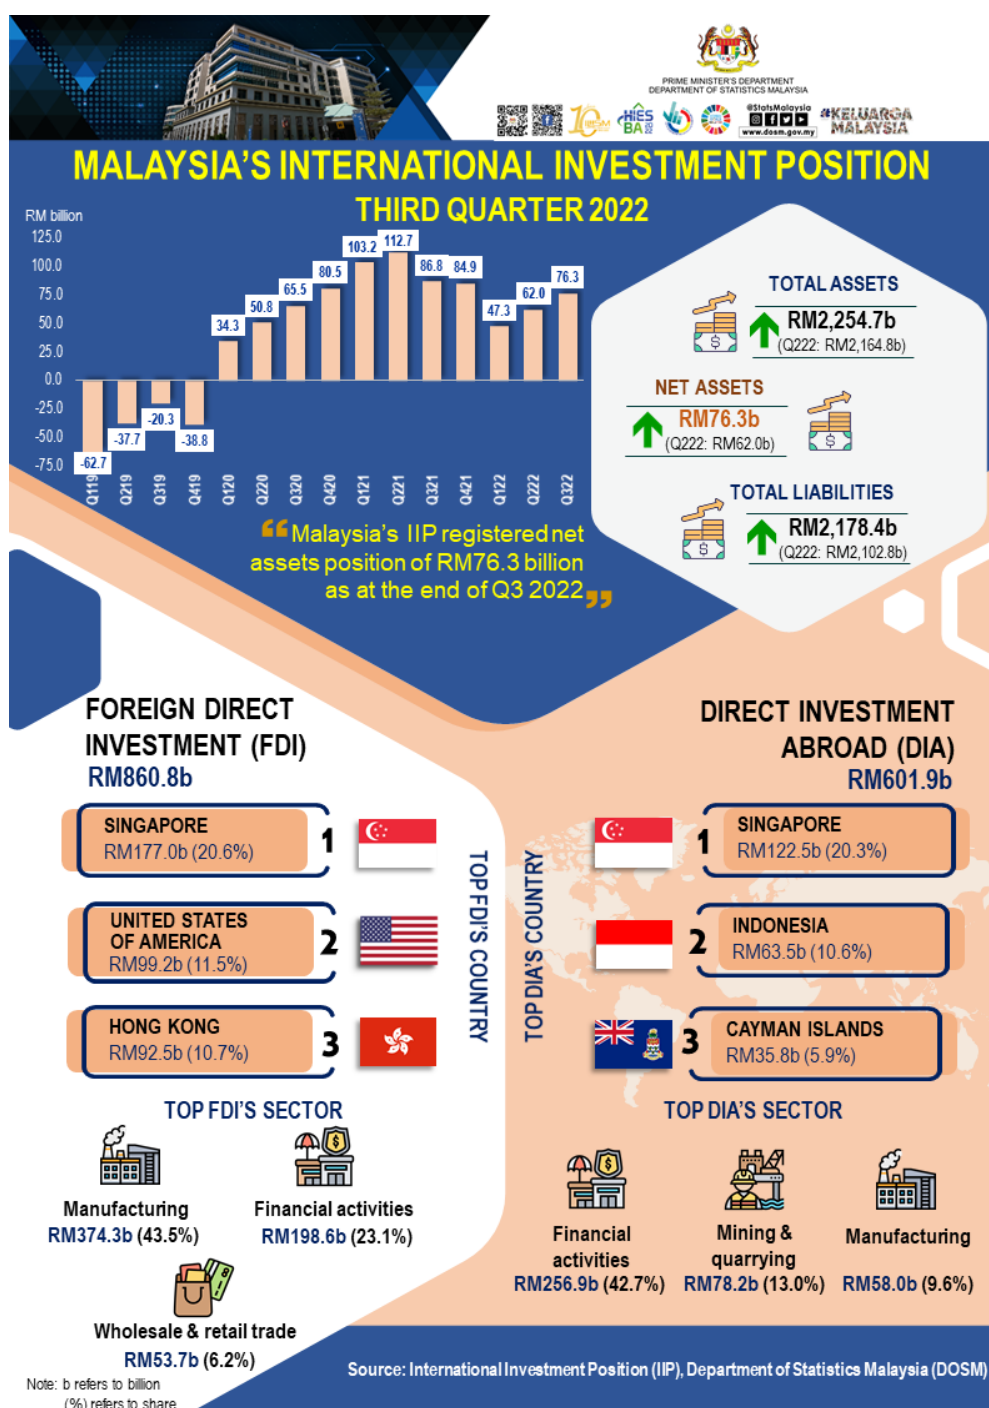 PRIME MINISTER'S DEPARTMENT
DEPARTMENT OF STATISTICS MALAYSIA
HIES
BA
@StatsMalaysia
www.dosm.gov.my
#KELUARGA
MALAYSIA
MALAYSIA'S INTERNATIONAL INVESTMENT POSITION
THIRD QUARTER 2022
RM billion
125.0
100.0
75.0
50.0
25.0
0.0
-25.0
-50.0
-75.0
-62.7
-37.7
-20.3
-38.8
34.3
50.8
65.5
80.5
103.2
112.7
86.8
84.9
47.3
62.0
76.3
Q119
Q219
Q319
Q419
Q120
Q220
Q320
Q420
Q121
Q221
Q321
Q421
Q122
Q222
Q322
TOTAL ASSETS
RM2,254.7b
(Q222: RM2,164.8b)
NET ASSETS
RM76.3b
(Q222: RM62.0b)
TOTAL LIABILITIES
RM2,178.4b
(Q222: RM2,102.8b)
“Malaysia's IIP registered net
assets position of RM76.3 billion
as at the end of Q3 2022”
FOREIGN DIRECT
INVESTMENT (FDI)
RM860.8b
SINGAPORE
RM177.0b (20.6%)
1
UNITED STATES
OF AMERICA
RM99.2b (11.5%)
2
HONG KONG
RM92.5b (10.7%)
3
TOP FDI'S COUNTRY
TOP FDI'S SECTOR
Manufacturing
RM374.3b (43.5%)
Financial activities
RM198.6b (23.1%)
Wholesale & retail trade
RM53.7b (6.2%)
Note: b refers to billion
(%) refers to share
DIRECT INVESTMENT
ABROAD (DIA)
RM601.9b
TOP DIA'S COUNTRY
1
SINGAPORE
RM122.5b (20.3%)
2
INDONESIA
RM63.5b (10.6%)
3
CAYMAN ISLANDS
RM35.8b (5.9%)
TOP DIA'S SECTOR
Financial
activities
RM256.9b (42.7%)
Mining &
quarrying
RM78.2b (13.0%)
Manufacturing
RM58.0b (9.6%)
Source: International Investment Position (IIP), Department of Statistics Malaysia (DOSM)